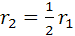 r₂ = ½ r₁